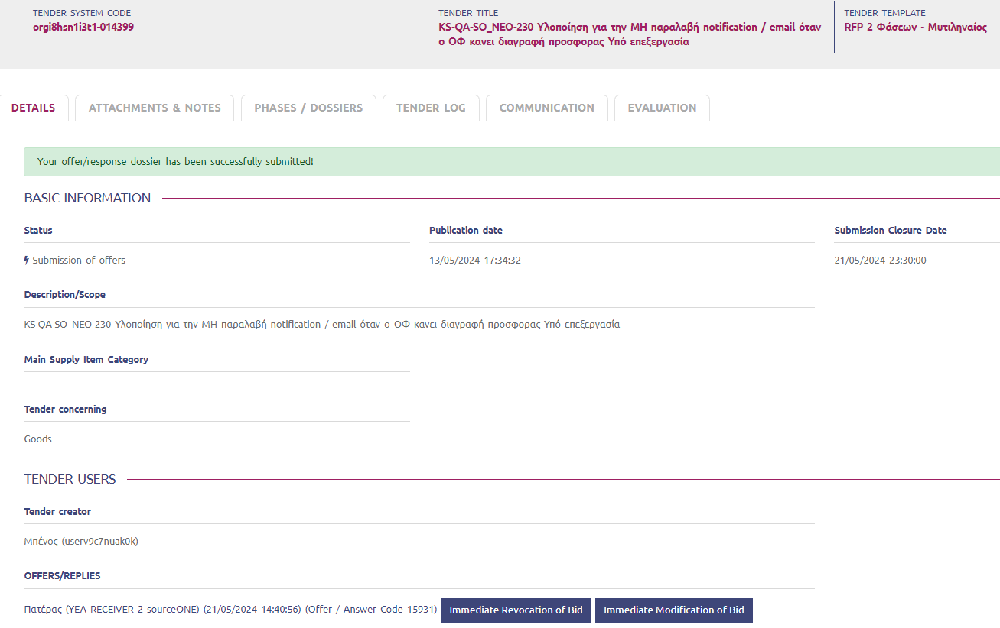 TENDER SYSTEM CODE
orgi8hsn1i3t1-014399
TENDER TITLE
KS-QA-SO_NEO-230 Υλοποίηση για την ΜΗ παραλαβή notification / email όταν
ο ΟΦ κανει διαγραφή προσφορας Υπό επεξεργασία
TENDER TEMPLATE
RFP 2 Φάσεων - Μυτιληναίος
DETAILS
ATTACHMENTS & NOTES
PHASES / DOSSIERS
TENDER LOG
COMMUNICATION
EVALUATION
Your offer/response dossier has been successfully submitted!
BASIC INFORMATION
Status
Publication date
Submission Closure Date
Submission of offers
13/05/2024 17:34:32
21/05/2024 23:30:00
Description/Scope
KS-QA-SO_NEO-230 Υλοποίηση για την ΜΗ παραλαβή notification / email όταν ο ΟΦ κανει διαγραφή προσφορας Υπό επεξεργασία
Main Supply Item Category
Tender concerning
Goods
TENDER USERS
Tender creator
Μπένος (userv9c7nuak0k)
OFFERS/REPLIES
Πατέρας (ΥΕΛ RECEIVER 2 sourceONE) (21/05/2024 14:40:56) (Offer / Answer Code 15931) Immediate Revocation of Bid Immediate Modification of Bid